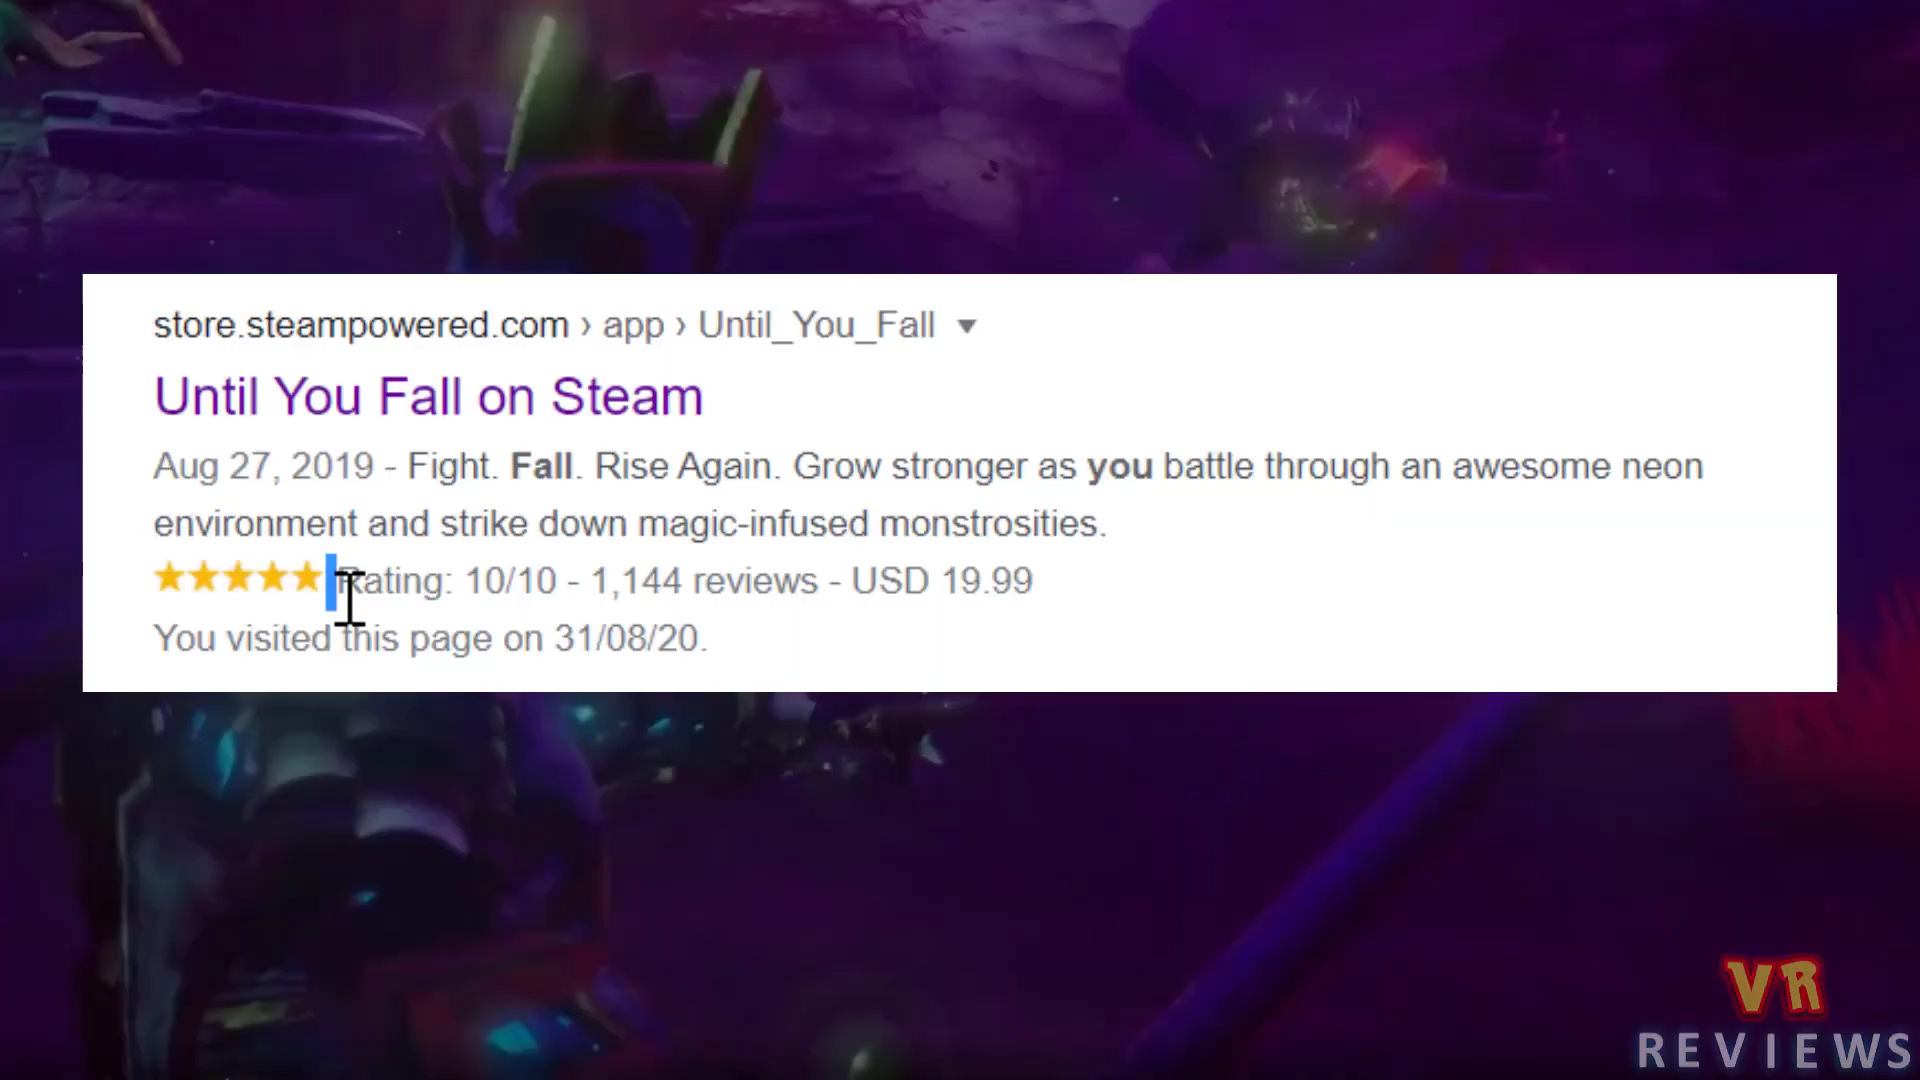 store.steampowered.com › app › Until_You_Fall
Until You Fall on Steam
Aug 27, 2019 - Fight. Fall. Rise Again. Grow stronger as you battle through an awesome neon
environment and strike down magic-infused monstrosities.
Rating: 10/10 - 1,144 reviews - USD 19.99
You visited this page on 31/08/20.
VR
REVIEWS